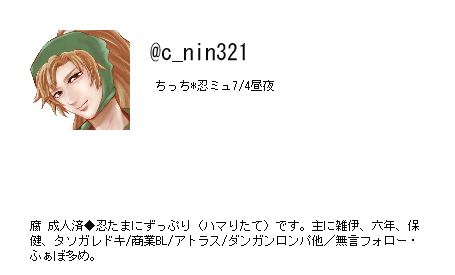 @c_nin321
ちっち*忍ミュ7/4昼夜
腐 成人済◆忍たまにずっぷり（ハマりたて）です。主に雑伊、六年、保
健、タソガレドキ/商業BL/アトラス/ダンガンロンパ他／無言フォロー・
ふぁぼ多め。